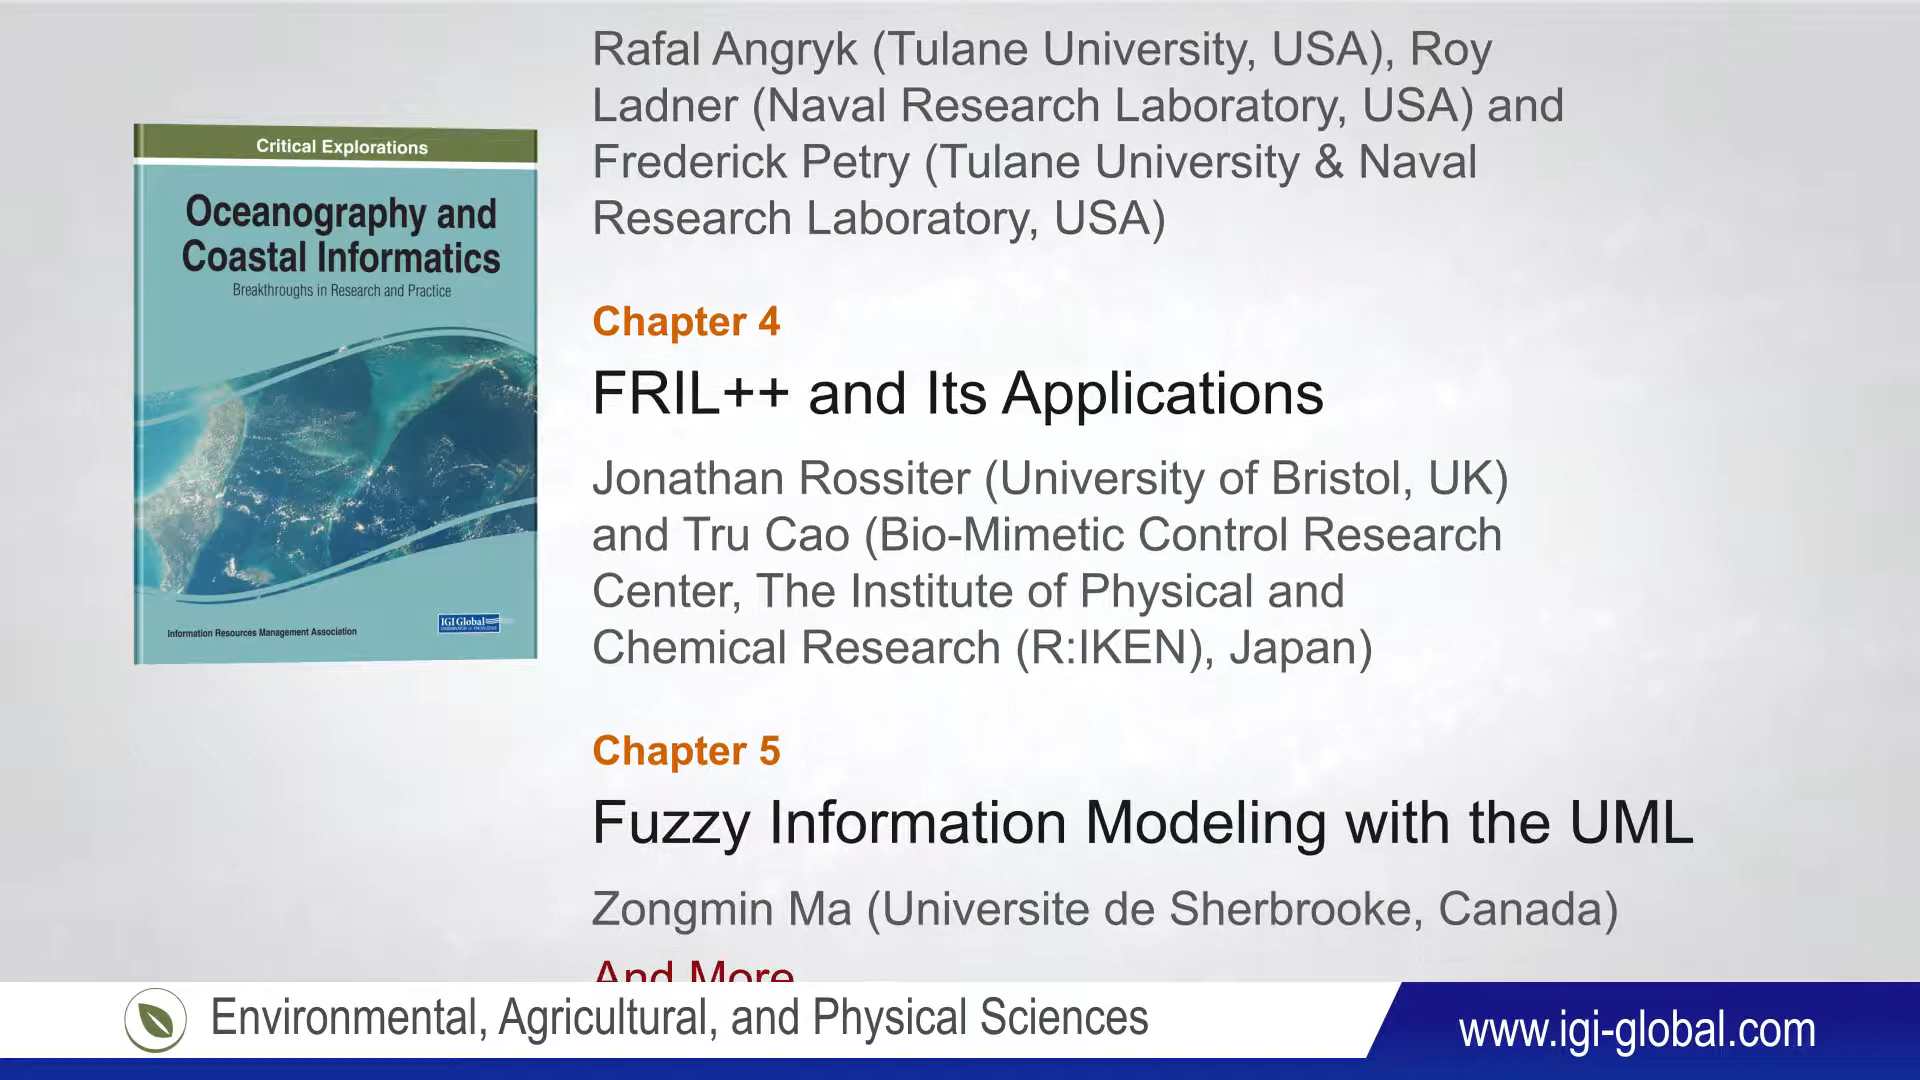 Critical Explorations
Oceanography and
Coastal Informatics
Breakthroughs in Research and Practice
Information Resources Management Association
IGI Global
Rafal Angryk (Tulane University, USA), Roy
Ladner (Naval Research Laboratory, USA) and
Frederick Petry (Tulane University & Naval
Research Laboratory, USA)
Chapter 4
FRIL++ and Its Applications
Jonathan Rossiter (University of Bristol, UK)
and Tru Cao (Bio-Mimetic Control Research
Center, The Institute of Physical and
Chemical Research (R:IKEN), Japan)
Chapter 5
Fuzzy Information Modeling with the UML
Zongmin Ma (Universite de Sherbrooke, Canada)
And More
Environmental, Agricultural, and Physical Sciences
www.igi-global.com